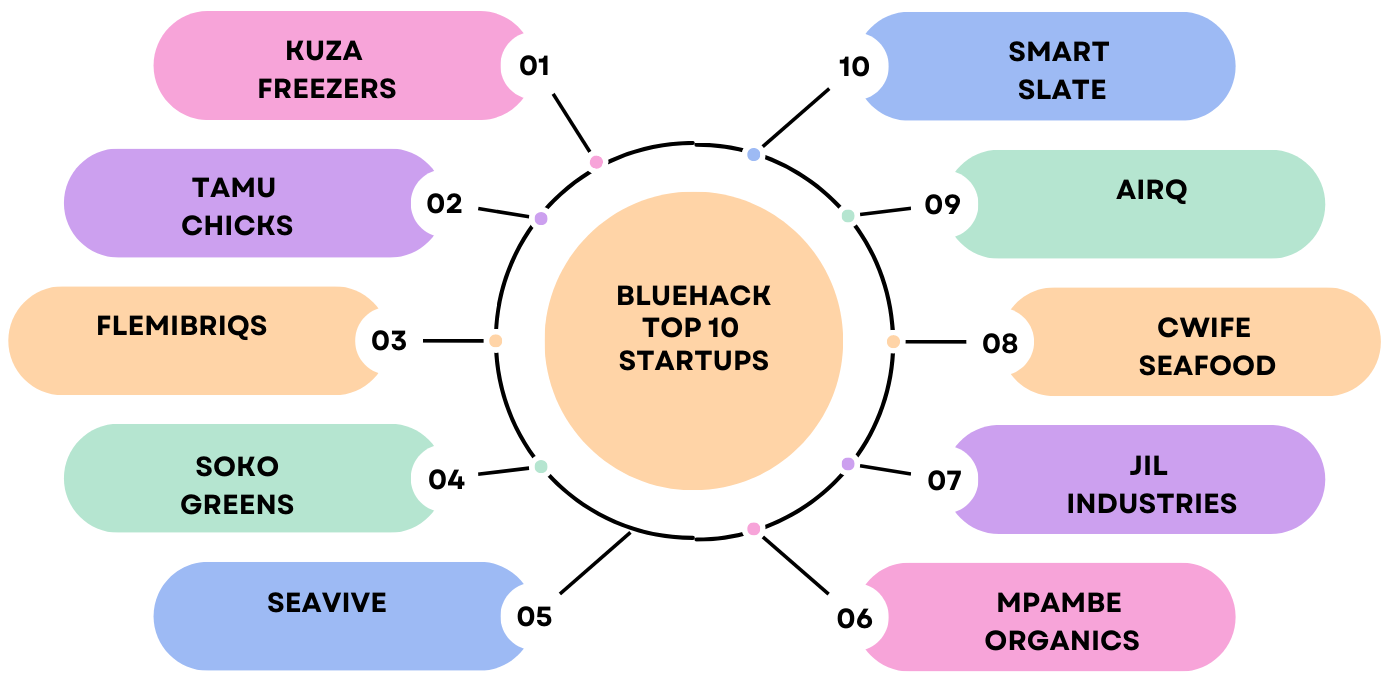 KUZA
FREEZERS
01
TAMU
CHICKS
02
FLEMIBRIQS
03
SOKO
GREENS
04
SEAVIVE
05
BLUEHACK
TOP 10
STARTUPS
10
SMART
SLATE
09
AIRQ
08
CWIFE
SEAFOOD
07
JIL
INDUSTRIES
06
MPAMBE
ORGANICS